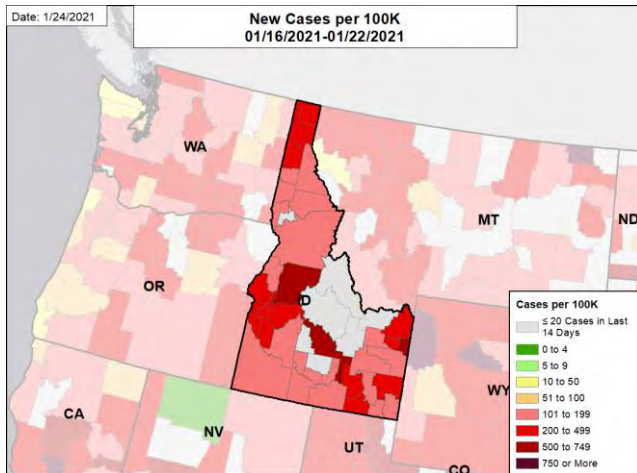 Date: 1/24/2021
New Cases per 100K
01/16/2021-01/22/2021
WA
MT
ND
OR
D
WY
CA
NV
UT
CO
Cases per 100K
≤ 20 Cases in Last
14 Days
0 to 4
5 to 9
10 to 50
51 to 100
101 to 199
200 to 499
500 to 749
750 or More